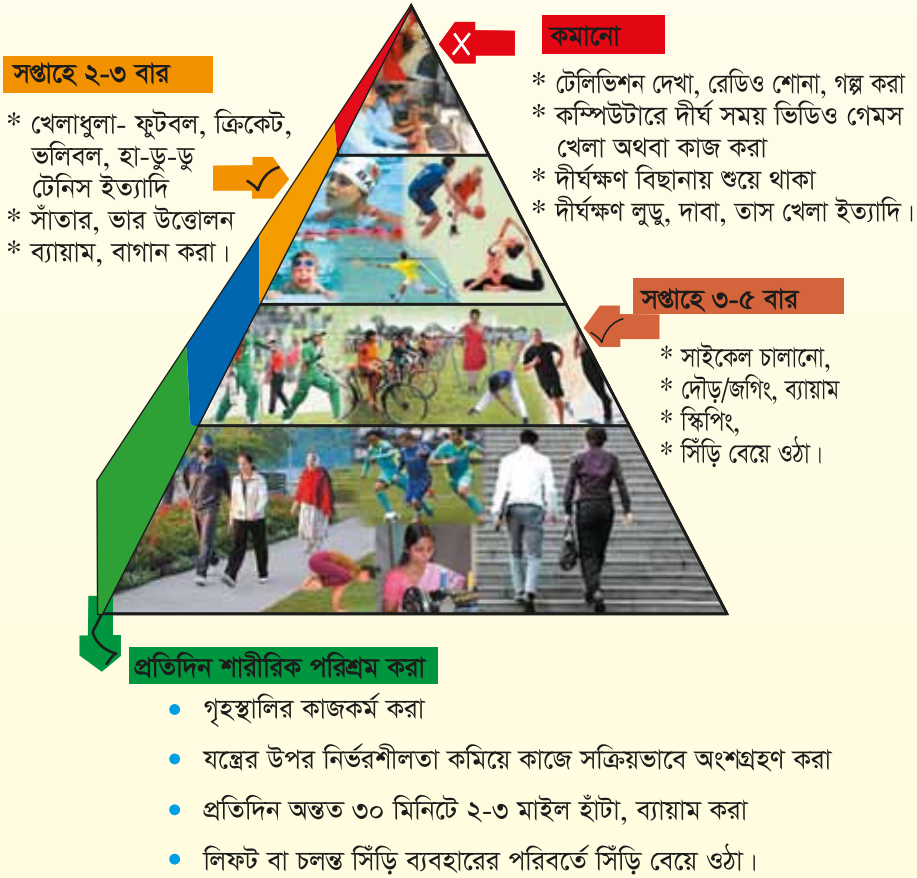 কমানো
* টেলিভিশন দেখা, রেডিও শোনা, গল্প করা
* কম্পিউটারে দীর্ঘ সময় ভিডিও গেমস
খেলা অথবা কাজ করা
* দীর্ঘক্ষণ বিছানায় শুয়ে থাকা
* দীর্ঘক্ষণ লুডু, দাবা, তাস খেলা ইত্যাদি।
সপ্তাহে ২-৩ বার
* খেলাধুলা- ফুটবল, ক্রিকেট,
ভলিবল, হা-ডু-ডু
টেনিস ইত্যাদি
* সাঁতার, ভার উত্তোলন
* ব্যায়াম, বাগান করা।
সপ্তাহে ৩-৫ বার
* সাইকেল চালানো,
* দৌড়/জগিং, ব্যায়াম
* স্কিপিং,
* সিঁড়ি বেয়ে ওঠা।
প্রতিদিন শারীরিক পরিশ্রম করা
• গৃহস্থালির কাজকর্ম করা
• যন্ত্রের উপর নির্ভরশীলতা কমিয়ে কাজে সক্রিয়ভাবে অংশগ্রহণ করা
• প্রতিদিন অন্তত ৩০ মিনিটে ২-৩ মাইল হাঁটা, ব্যায়াম করা
• লিফট বা চলন্ত সিঁড়ি ব্যবহারের পরিবর্তে সিঁড়ি বেয়ে ওঠা।